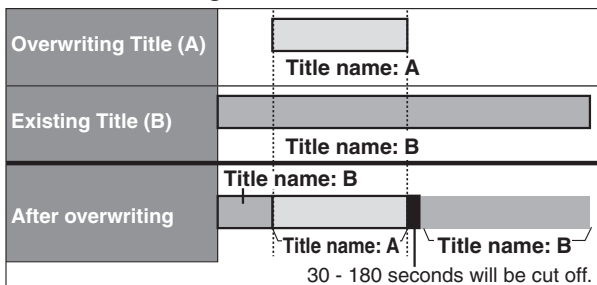 Overwriting Title (A)
Title name: A
Existing Title (B)
Title name: B
Title name: B
After overwriting
Title name: A
Title name: B
30 - 180 seconds will be cut off.